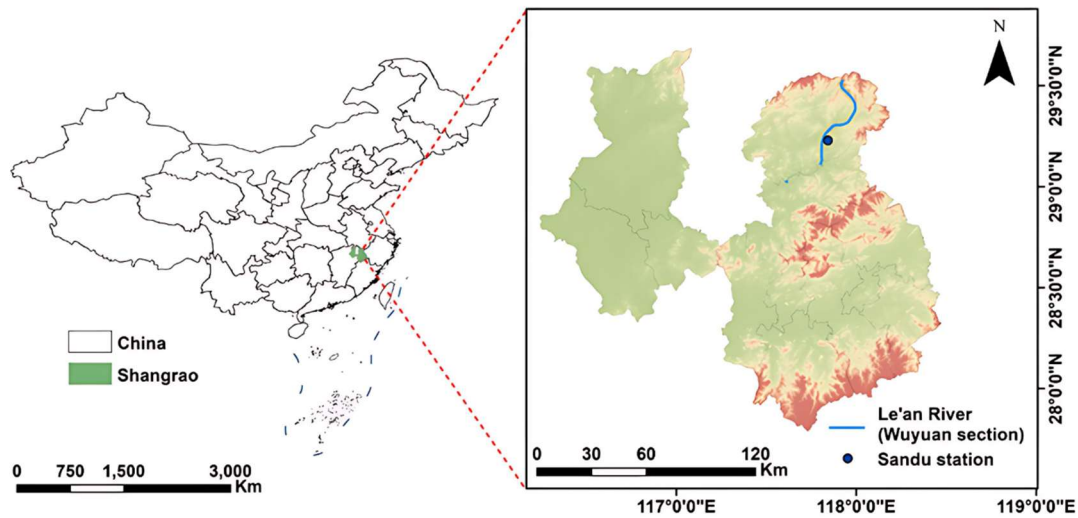 N
29°30'0"N
29°0'0"N
28°30'0"N
28°0'0"N
China
Shangrao
0 750 1,500 3,000
Km
Le'an River
(Wuyuan section)
Sandu station
0 30 60 120
Km
117°0'0"E 118°0'0"E 119°0'0"E